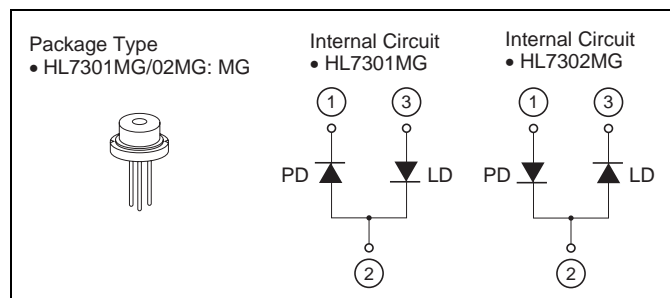 Package Type
• HL7301MG/02MG: MG
Internal Circuit
• HL7301MG
1
3
PD
LD
2
Internal Circuit
• HL7302MG
1
3
PD
LD
2